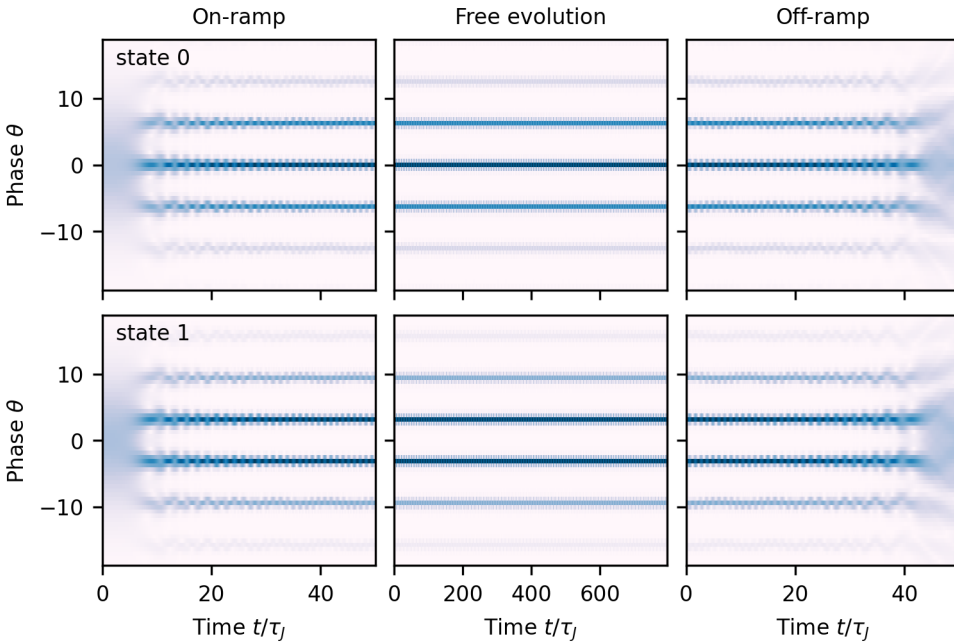 On-ramp Free evolution Off-ramp
state 0
10
0
−10
Phase θ
state 1
10
0
−10
Phase θ
0 20 40 0 200 400 600 0 20 40
Time t/τJ Time t/τJ Time t/τJ